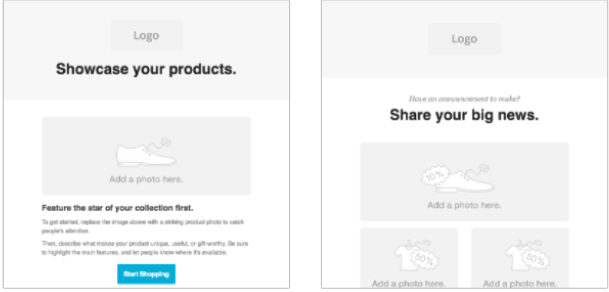 Logo
Showcase your products.
Add a photo here.
Feature the star of your collection first.
To get started, replace the image above with a striking product photo to catch
people's attention.
Then, describe what makes your product unique, useful, or gift-worthy. Be sure
to highlight the main features, and let people know where it's available.
Start Shopping
Logo
Have an announcement to make?
Share your big news.
10%
Add a photo here.
50%
Add a photo here.
50%
Add a photo here.